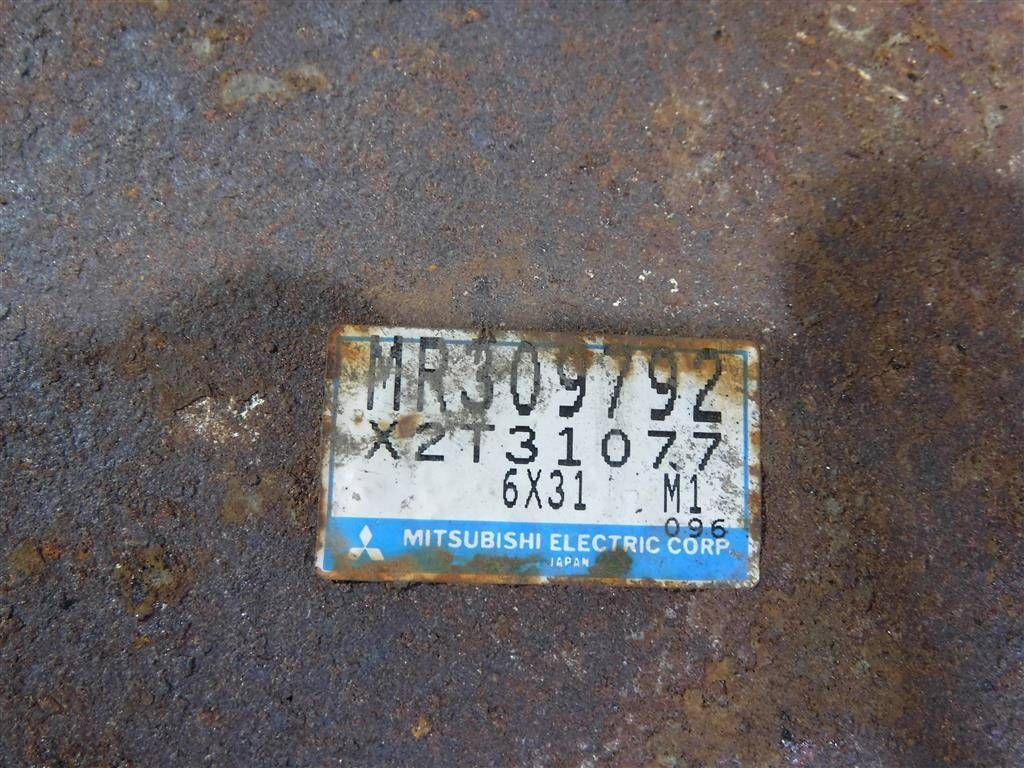 MR309792
X2T31077
6X31 M1
096
MITSUBISHI ELECTRIC CORP
JAPAN